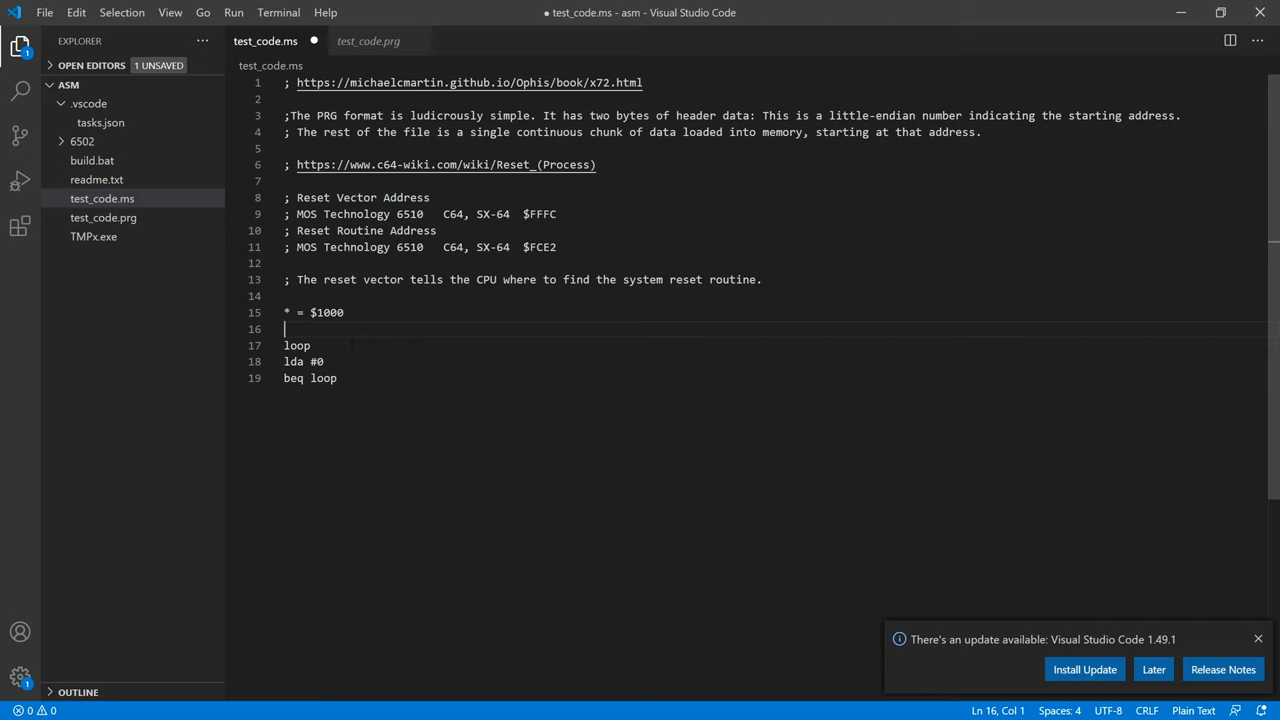 File Edit Selection View Go Run Terminal Help
● test_code.ms - asm - Visual Studio Code
EXPLORER
1
OPEN EDITORS 1 UNSAVED
ASM
.vscode
tasks.json
6502
build.bat
readme.txt
test_code.ms
test_code.prg
TMPx.exe
OUTLINE
1
test_code.ms ● test_code.prg
test_code.ms
1 ; https://michaelcmartin.github.io/Ophis/book/x72.html
2
3 ;The PRG format is ludicrously simple. It has two bytes of header data: This is a little-endian number indicating the starting address.
4 ; The rest of the file is a single continuous chunk of data loaded into memory, starting at that address.
5
6 ; https://www.c64-wiki.com/wiki/Reset_(Process)
7
8 ; Reset Vector Address
9 ; MOS Technology 6510   C64, SX-64  $FFFC
10 ; Reset Routine Address
11 ; MOS Technology 6510   C64, SX-64  $FCE2
12
13 ; The reset vector tells the CPU where to find the system reset routine.
14
15 * = $1000
16
17 loop
18 lda #0
19 beq loop
There's an update available: Visual Studio Code 1.49.1
Install Update Later Release Notes
0 0 Ln 16, Col 1 Spaces: 4 UTF-8 CRLF Plain Text